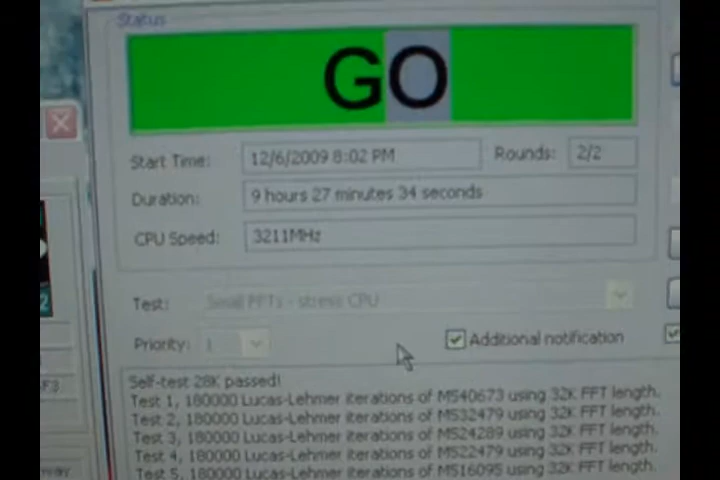 Status
GO
Start Time: 12/6/2009 8:02 PM Rounds: 2/2
Duration: 9 hours 27 minutes 34 seconds
CPU Speed: 3211MHz
Test: Small FFTs - stress CPU
Priority: 1 Additional notification
Self-test 28K passed!
Test 1, 180000 Lucas-Lehmer iterations of M540673 using 32K FFT length.
Test 2, 180000 Lucas-Lehmer iterations of M532479 using 32K FFT length.
Test 3, 180000 Lucas-Lehmer iterations of M524289 using 32K FFT length.
Test 4, 180000 Lucas-Lehmer iterations of M522479 using 32K FFT length.
Test 5, 180000 Lucas-Lehmer iterations of M516095 using 32K FFT length.